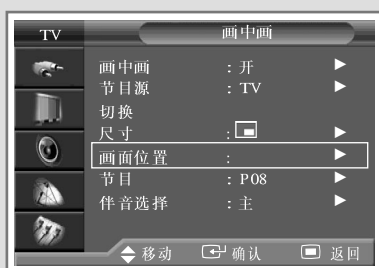 TV 画中画
画中画 : 开
节目源 : TV
切换
尺寸 :
画面位置 :
节目 : P08
伴音选择 : 主
移动 确认 返回